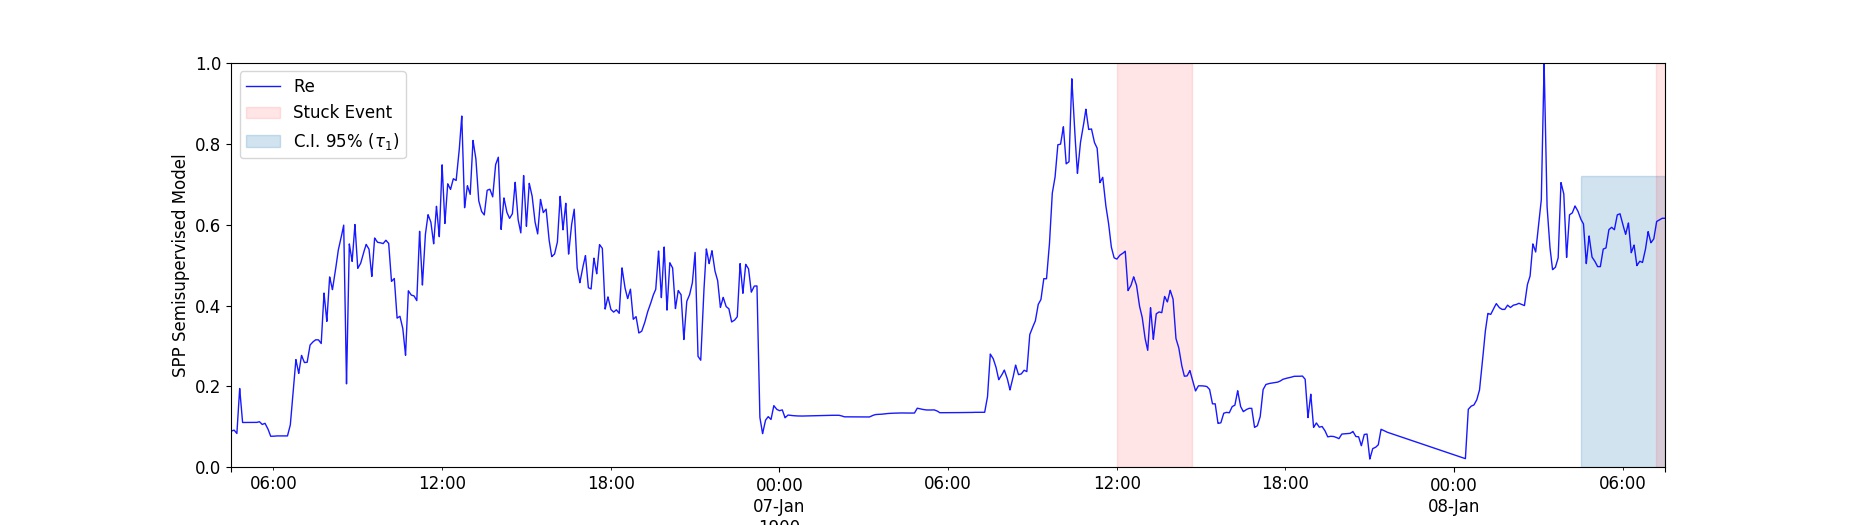 1.0
0.8
0.6
0.4
0.2
0.0
SPP Semisupervised Model
Re
Stuck Event
C.I. 95% (τ₁)
06:00 12:00 18:00 00:00 06:00 12:00 18:00 00:00 06:00
07-Jan 08-Jan
1900